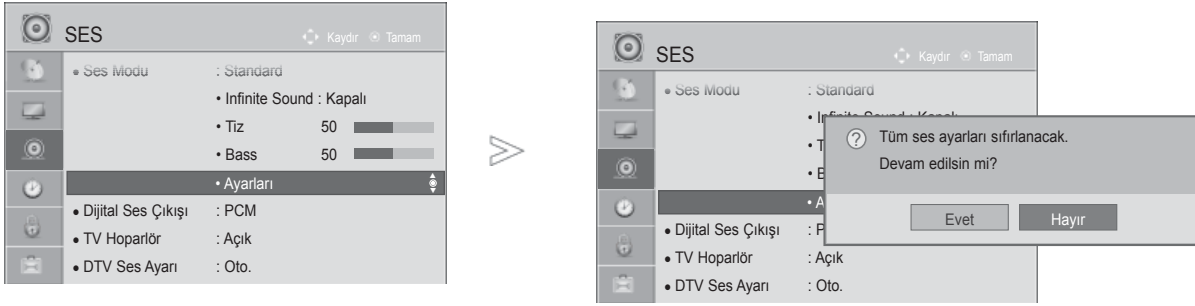 SES
Kaydır Tamam
• Ses Modu : Standard
• Infinite Sound : Kapalı
• Tiz 50
• Bass 50
• Ayarları
• Dijital Ses Çıkışı : PCM
• TV Hoparlör : Açık
• DTV Ses Ayarı : Oto.
SES
Kaydır Tamam
• Ses Modu : Standard
Tüm ses ayarları sıfırlanacak.
Devam edilsin mi?
Evet Hayır
• Dijital Ses Çıkışı : P
• TV Hoparlör : Açık
• DTV Ses Ayarı : Oto.